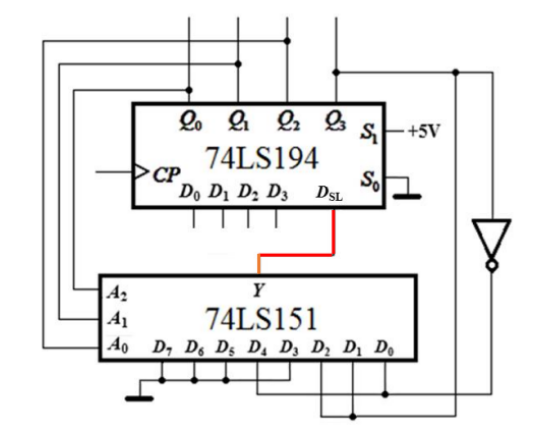 Q₀ Q₁ Q₂ Q₃ S₁ +5V
74LS194
CP S₀
D₀ D₁ D₂ D₃ D_SL
A₂ Y
A₁ 74LS151
A₀ D₇ D₆ D₅ D₄ D₃ D₂ D₁ D₀